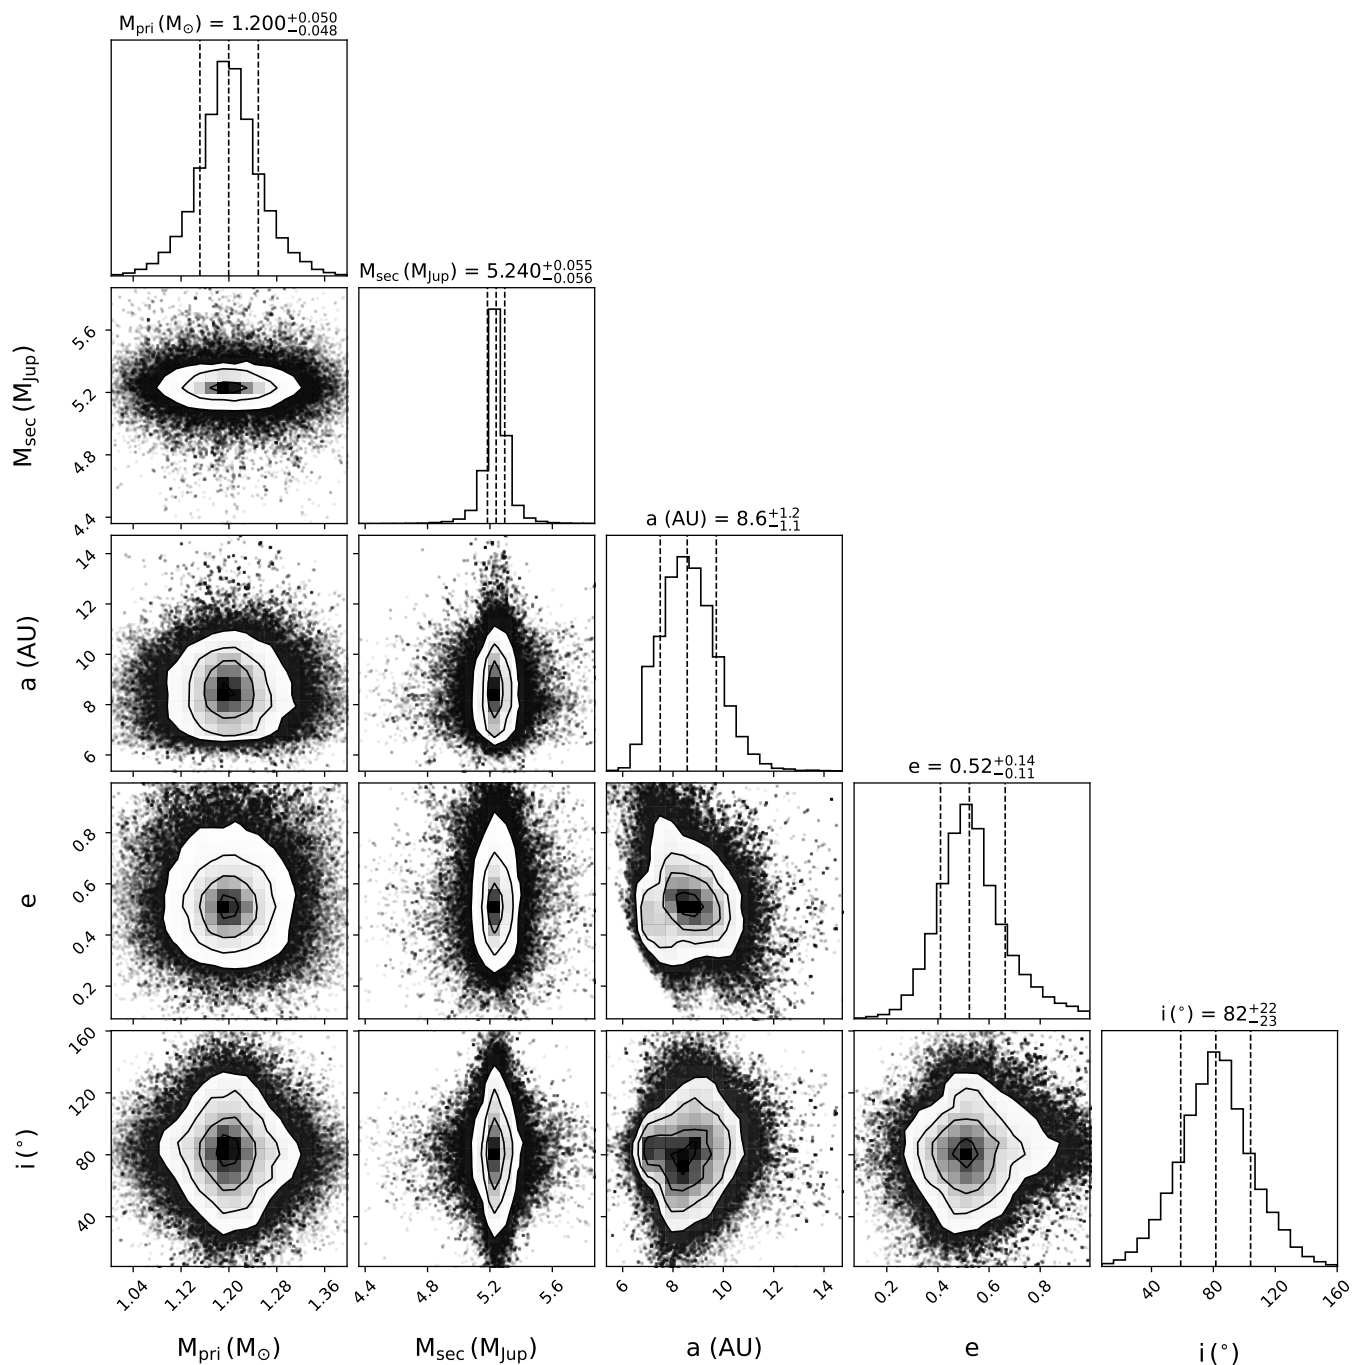 M_pri (M_⊙) = 1.200 +0.050 −0.048
M_sec (M_Jup) = 5.240 +0.055 −0.056
M_sec (M_Jup)
5.6
5.2
4.8
4.4
a (AU) = 8.6 +1.2 −1.1
a (AU)
14
12
10
8
6
e = 0.52 +0.14 −0.11
e
0.8
0.6
0.4
0.2
i (°) = 82 +22 −23
i (°)
160
120
80
40
1.04 1.12 1.20 1.28 1.36
4.4 4.8 5.2 5.6
6 8 10 12 14
0.2 0.4 0.6 0.8
40 80 120 160
M_pri (M_⊙)
M_sec (M_Jup)
a (AU)
e
i (°)